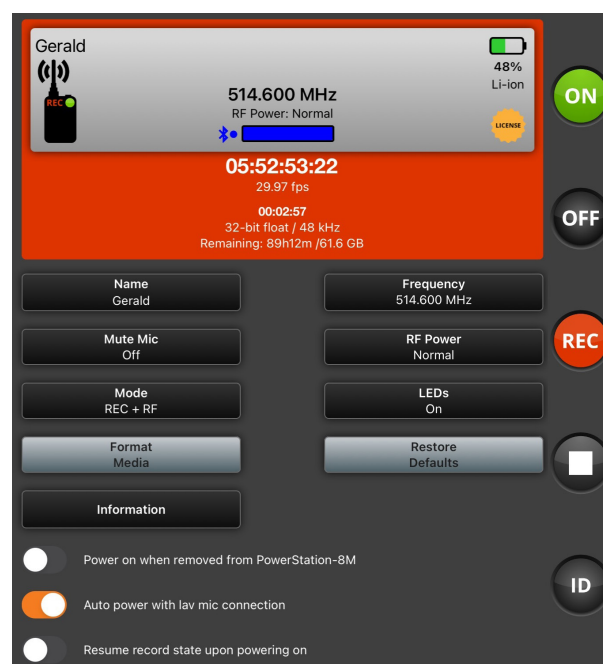 Gerald
48%
Li-ion
REC
514.600 MHz
RF Power: Normal
LICENSE
05:52:53:22
29.97 fps
00:02:57
32-bit float / 48 kHz
Remaining: 89h12m /61.6 GB
ON
OFF
Name
Gerald
Frequency
514.600 MHz
Mute Mic
Off
RF Power
Normal
REC
Mode
REC + RF
LEDs
On
Format
Media
Restore
Defaults
Information
Power on when removed from PowerStation-8M
Auto power with lav mic connection
ID
Resume record state upon powering on